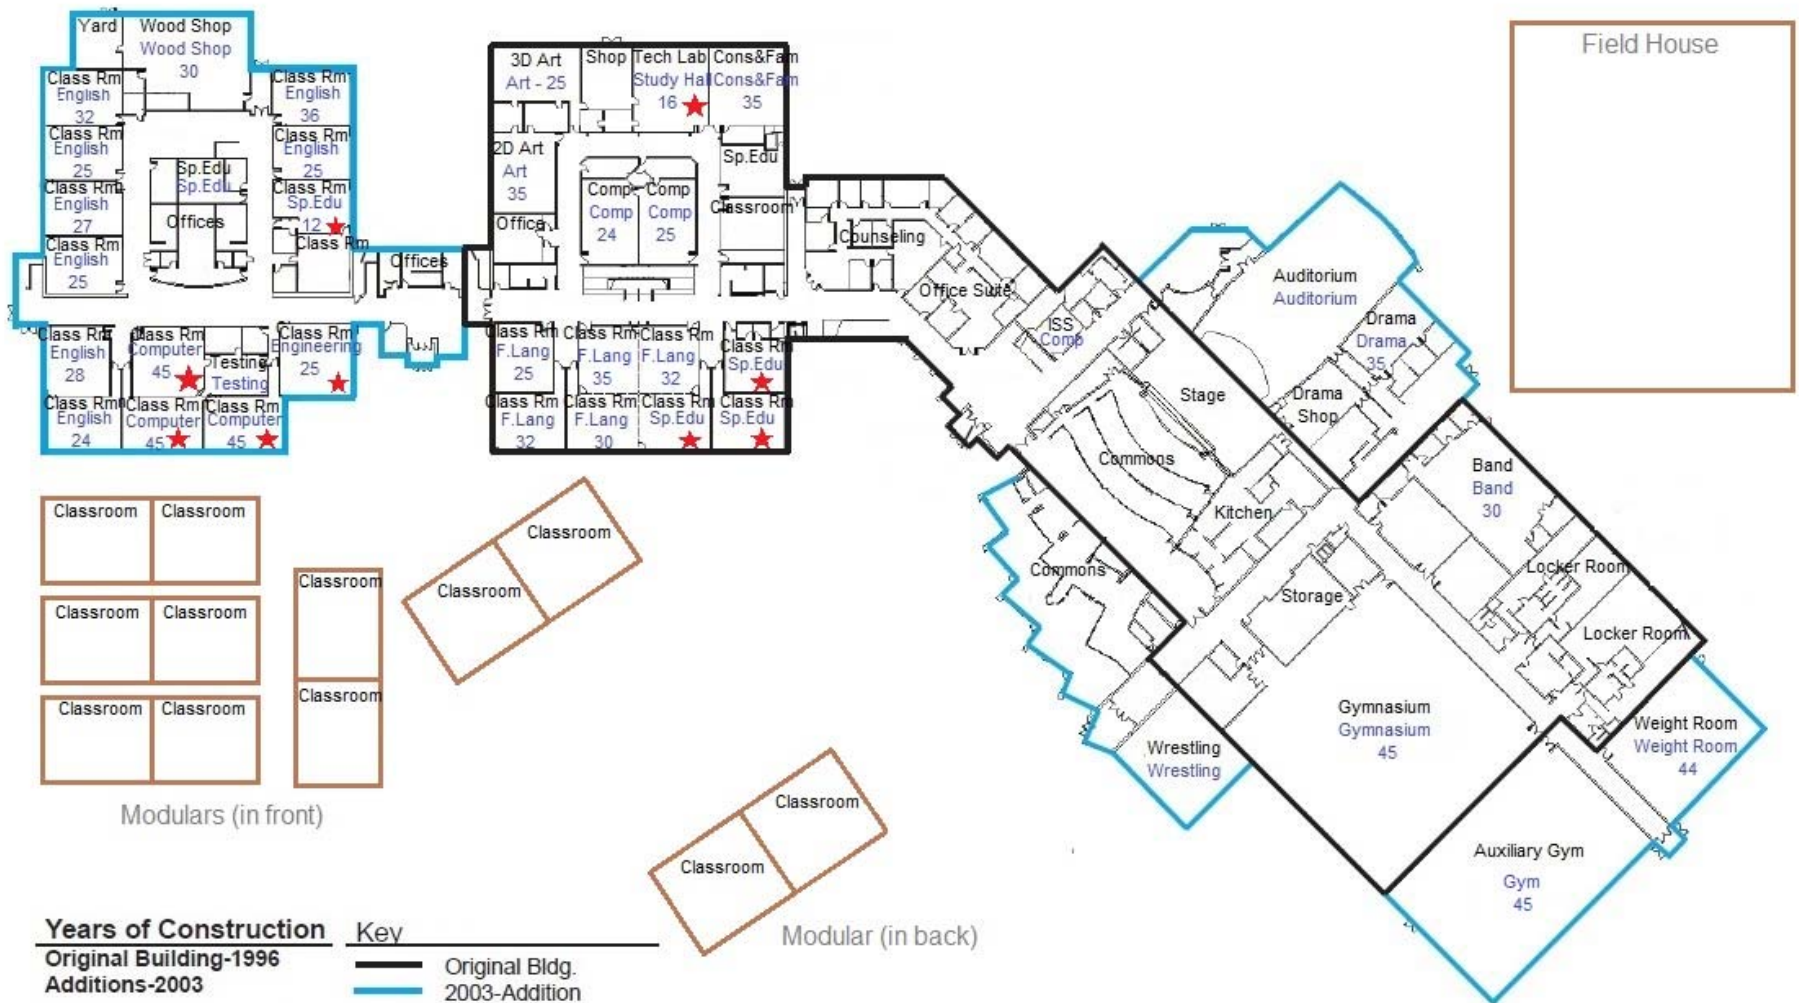 Yard
Wood Shop
Wood Shop
30
Class Rm
English
32
Class Rm
English
36
Class Rm
English
25
Class Rm
English
25
Sp.Edu
Sp.Edu
Class Rm
English
27
Class Rm
Sp.Edu
12
Offices
Class Rm
English
25
Class Rm
Offices
Class Rm
English
28
Class Rm
Computer
45
Testing
Testing
Class Rm
Engineering
25
Class Rm
English
24
Class Rm
Computer
45
Class Rm
Computer
45
3D Art
Art - 25
Shop
Tech Lab
Study Hall
16
Cons&Fam
Cons&Fam
35
2D Art
Art
35
Sp.Edu
Comp
Comp
24
Comp
Comp
25
Classroom
Office
Class Rm
F.Lang
25
Class Rm
F.Lang
35
Class Rm
F.Lang
32
Class Rm
Sp.Edu
Class Rm
F.Lang
32
Class Rm
F.Lang
30
Class Rm
Sp.Edu
Class Rm
Sp.Edu
Counseling
Office Suite
ISS
Comp
Auditorium
Auditorium
Drama
Drama
35
Drama
Shop
Stage
Commons
Kitchen
Commons
Storage
Band
Band
30
Locker Room
Locker Room
Gymnasium
Gymnasium
45
Wrestling
Wrestling
Weight Room
Weight Room
44
Auxiliary Gym
Gym
45
Field House
Classroom
Classroom
Classroom
Classroom
Classroom
Classroom
Classroom
Classroom
Classroom
Classroom
Modulars (in front)
Classroom
Classroom
Modular (in back)
Years of Construction
Original Building-1996
Additions-2003
Key
Original Bldg.
2003-Addition